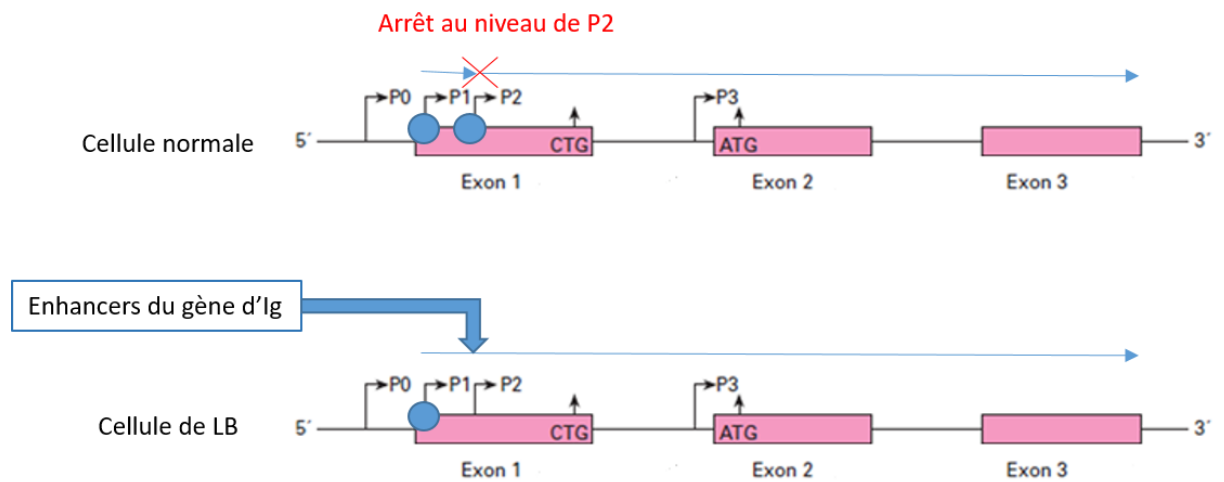 Arrêt au niveau de P2
P0 P1 P2 P3
Cellule normale 5´ CTG ATG 3´
Exon 1 Exon 2 Exon 3
Enhancers du gène d’Ig
P0 P1 P2 P3
Cellule de LB 5´ CTG ATG 3´
Exon 1 Exon 2 Exon 3